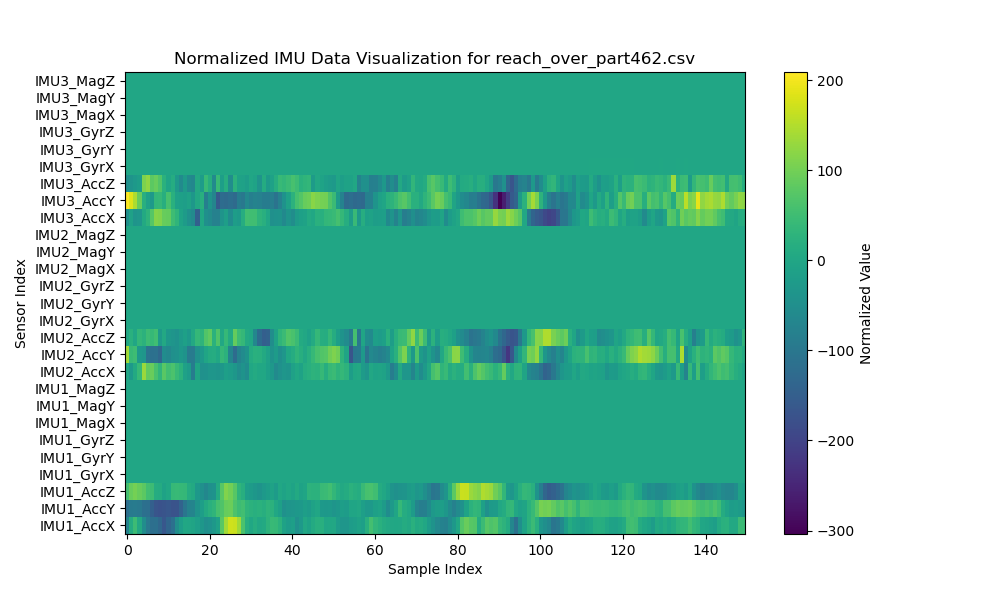 Normalized IMU Data Visualization for reach_over_part462.csv
Sensor Index
IMU3_MagZ
IMU3_MagY
IMU3_MagX
IMU3_GyrZ
IMU3_GyrY
IMU3_GyrX
IMU3_AccZ
IMU3_AccY
IMU3_AccX
IMU2_MagZ
IMU2_MagY
IMU2_MagX
IMU2_GyrZ
IMU2_GyrY
IMU2_GyrX
IMU2_AccZ
IMU2_AccY
IMU2_AccX
IMU1_MagZ
IMU1_MagY
IMU1_MagX
IMU1_GyrZ
IMU1_GyrY
IMU1_GyrX
IMU1_AccZ
IMU1_AccY
IMU1_AccX
0 20 40 60 80 100 120 140
Sample Index
200
100
0
−100
−200
−300
Normalized Value